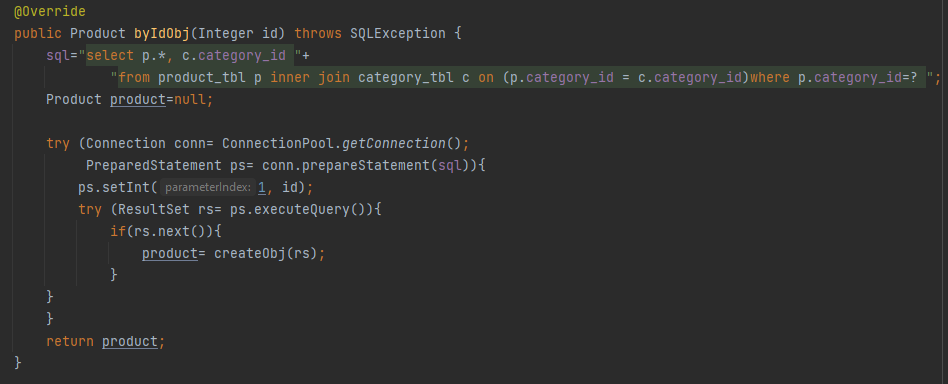 @Override
public Product byIdObj(Integer id) throws SQLException {
sql="select p.*, c.category_id "+
"from product_tbl p inner join category_tbl c on (p.category_id = c.category_id)where p.category_id=? ";
Product product=null;
try (Connection conn= ConnectionPool.getConnection();
PreparedStatement ps= conn.prepareStatement(sql)){
ps.setInt( parameterIndex: 1, id);
try (ResultSet rs= ps.executeQuery()){
if(rs.next()){
product= createObj(rs);
}
}
}
return product;
}